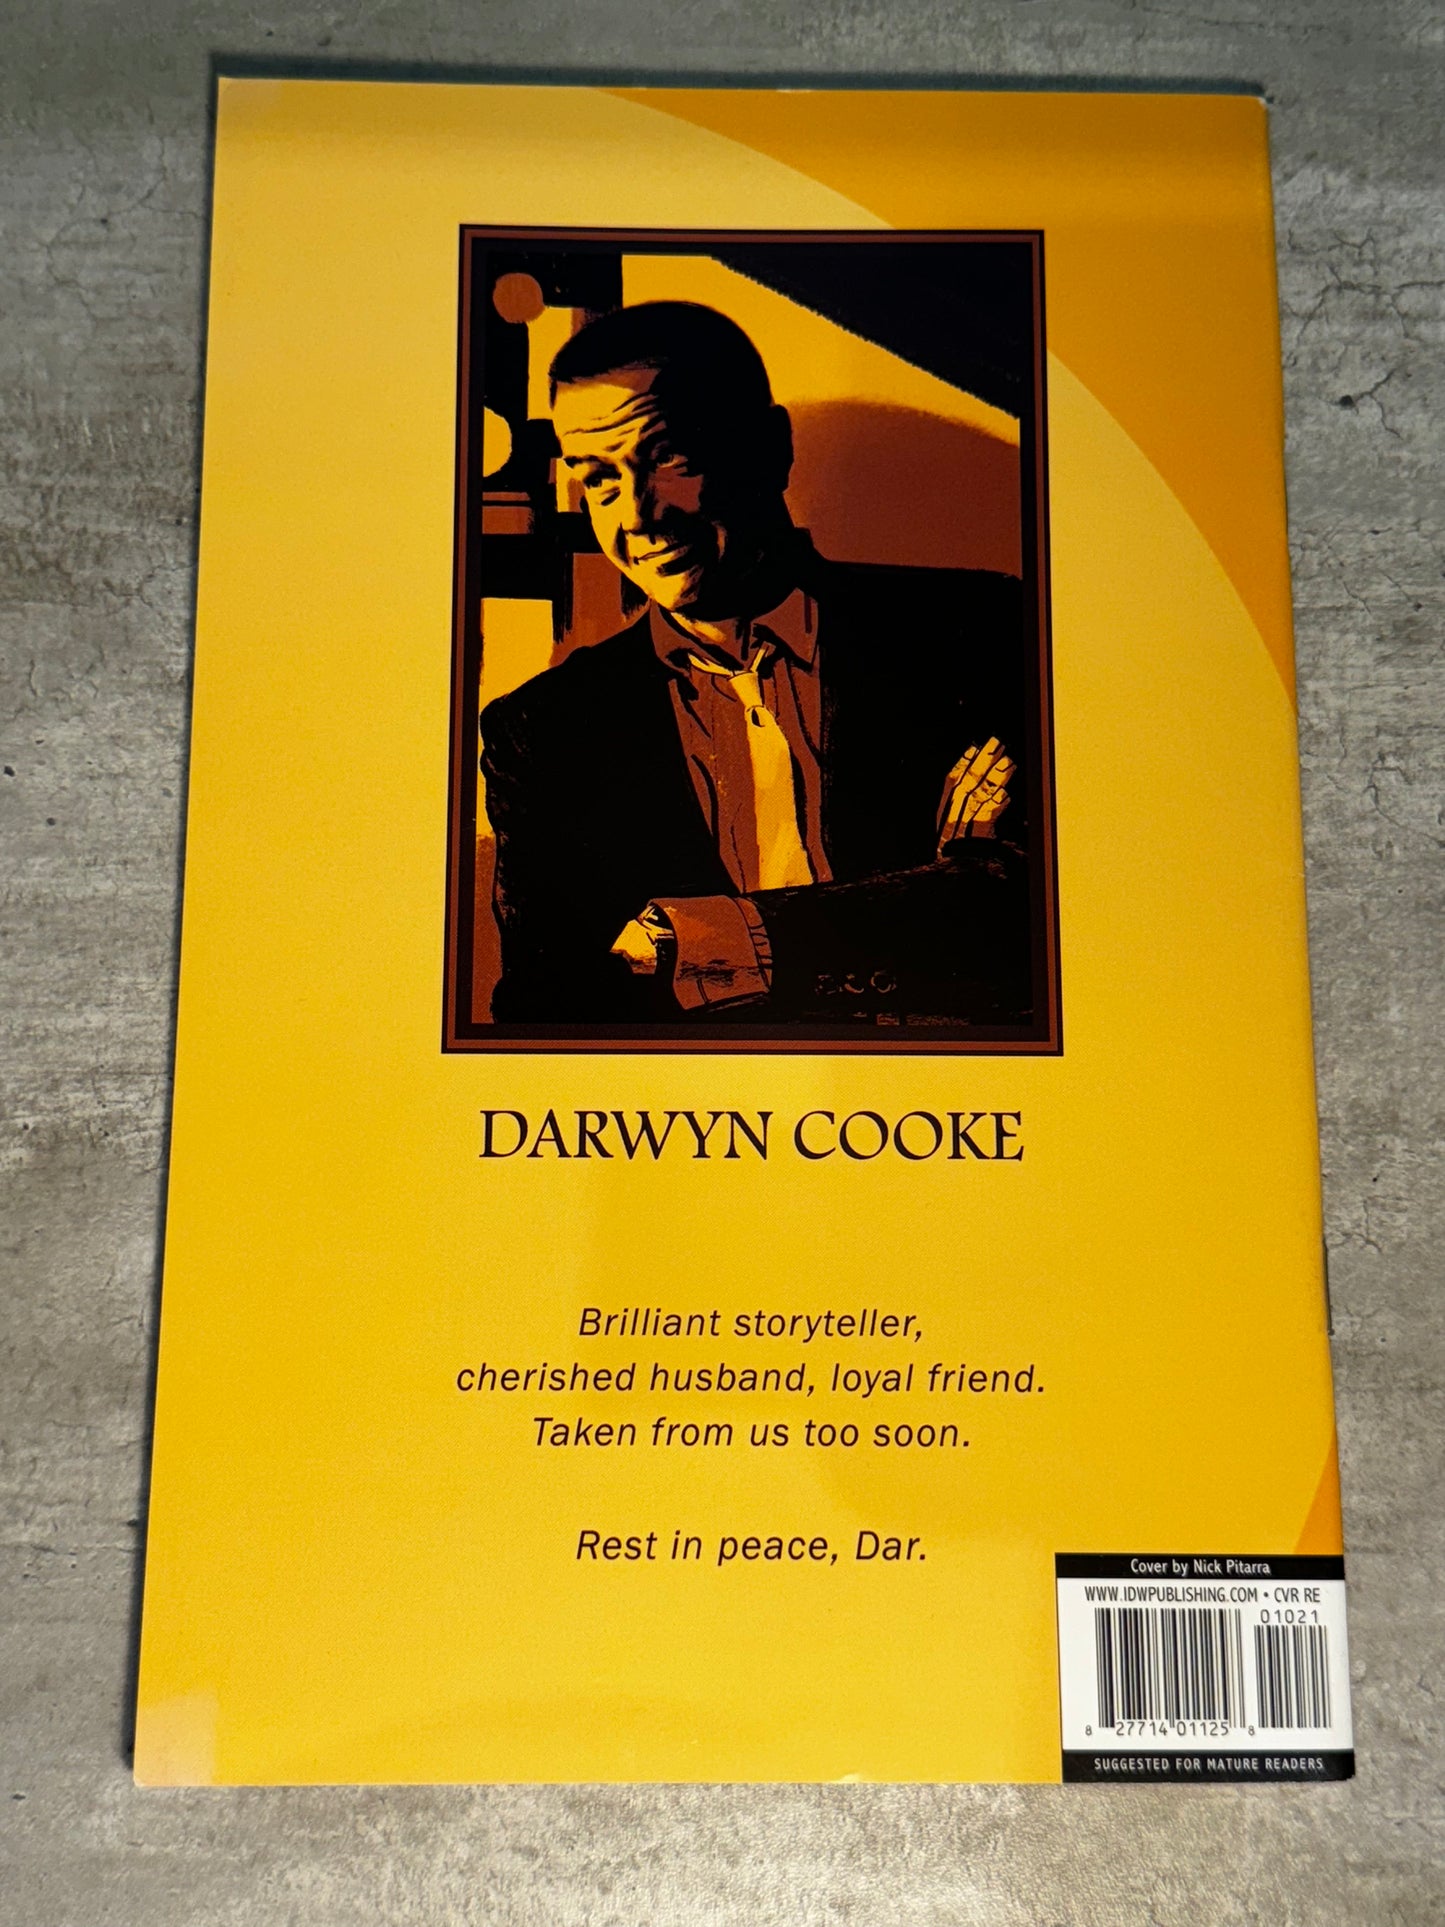 DARWYN COOKE
Brilliant storyteller,
cherished husband, loyal friend.
Taken from us too soon.
Rest in peace, Dar.
Cover by Nick Pitarra
WWW.IDWPUBLISHING.COM • CVR RE
01021
8 27714 01125 8
SUGGESTED FOR MATURE READERS